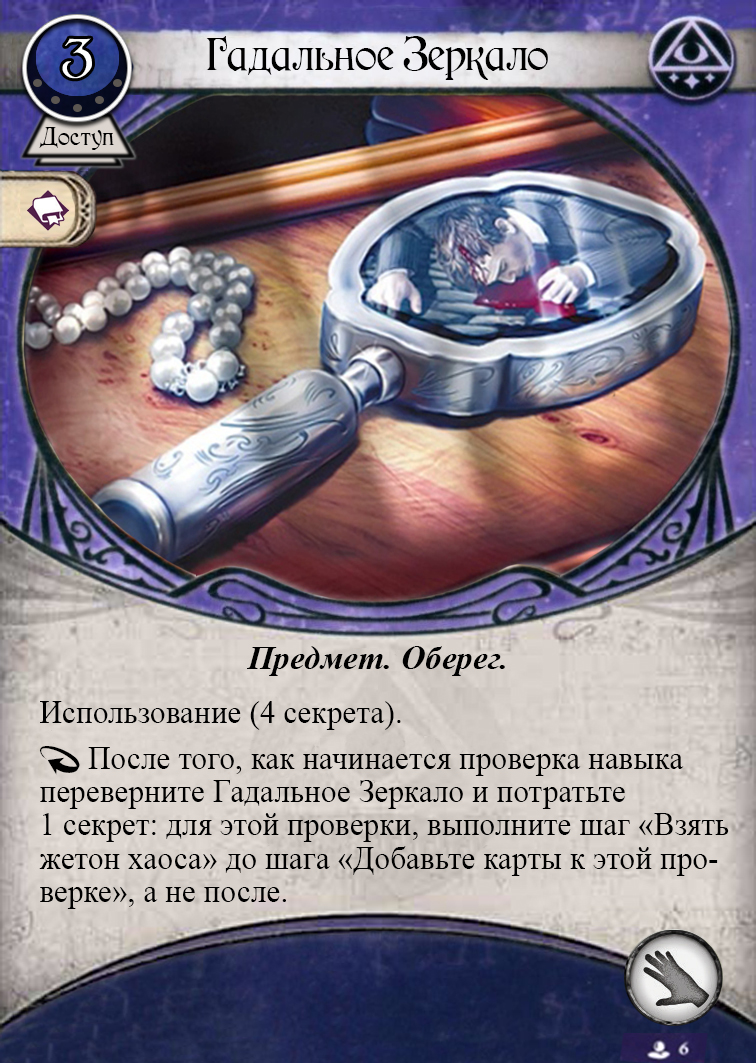 3
Гадальное Зеркало
Доступ
Предмет. Оберег.
Использование (4 секрета).
После того, как начинается проверка навыка
переверните Гадальное Зеркало и потратьте
1 секрет: для этой проверки, выполните шаг «Взять
жетон хаоса» до шага «Добавьте карты к этой про-
верке», а не после.
6